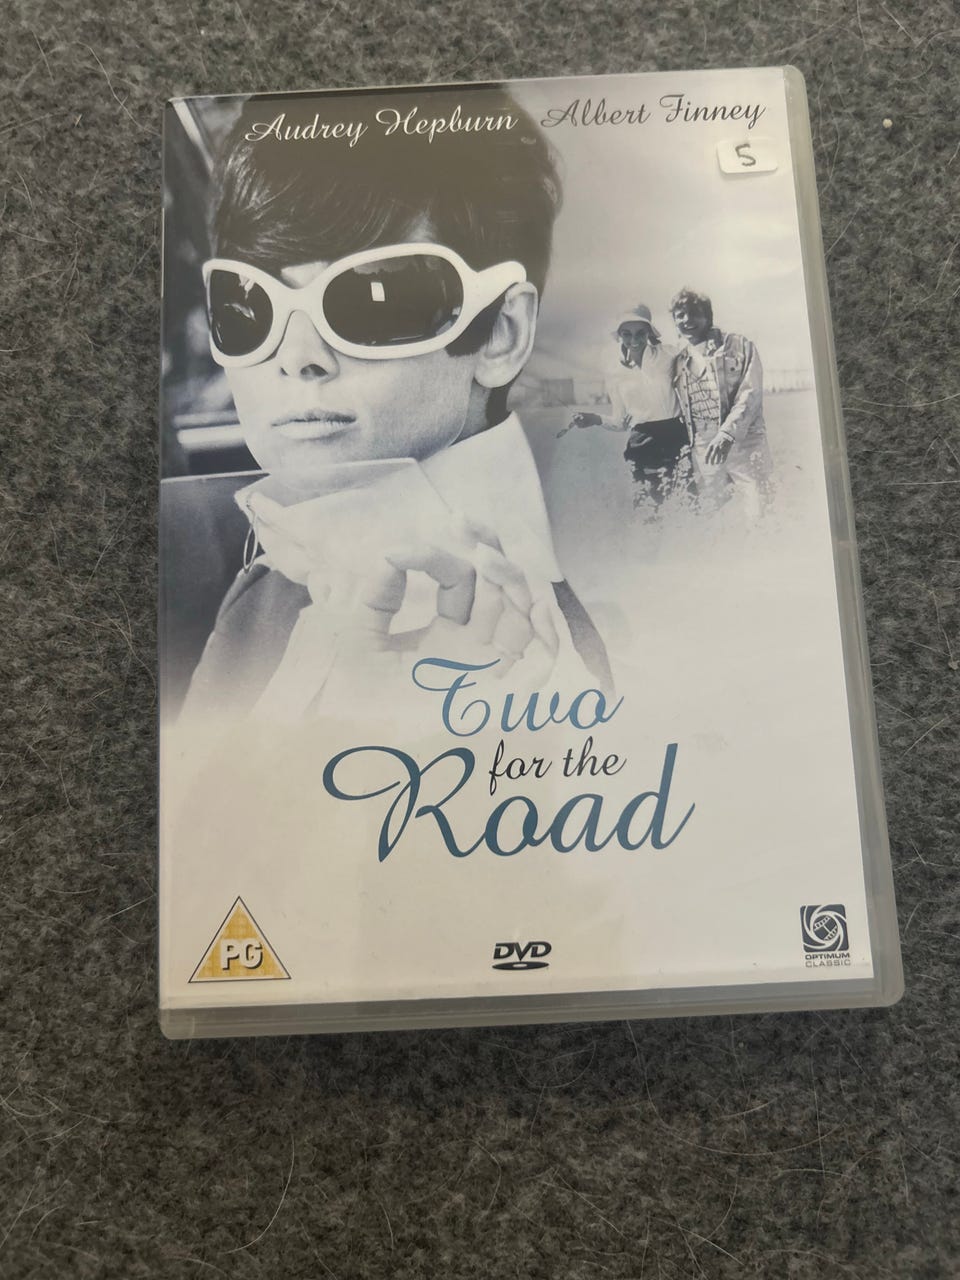 Audrey Hepburn Albert Finney
5
Two
for the
Road
PG
DVD
OPTIMUM
CLASSIC